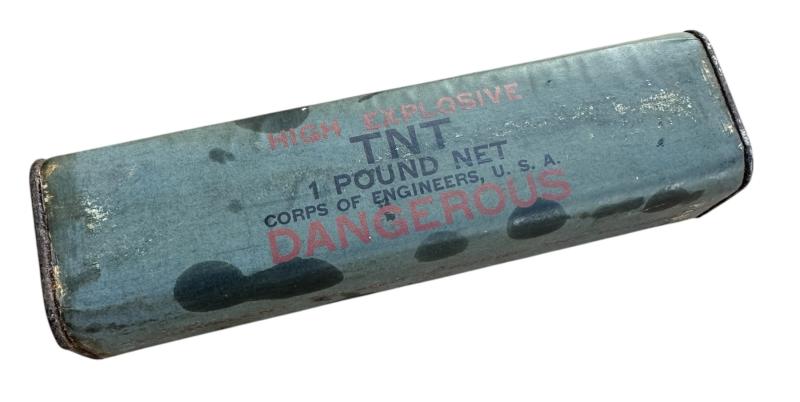 HIGH EXPLOSIVE
TNT
1 POUND NET
CORPS OF ENGINEERS, U. S. A.
DANGEROUS